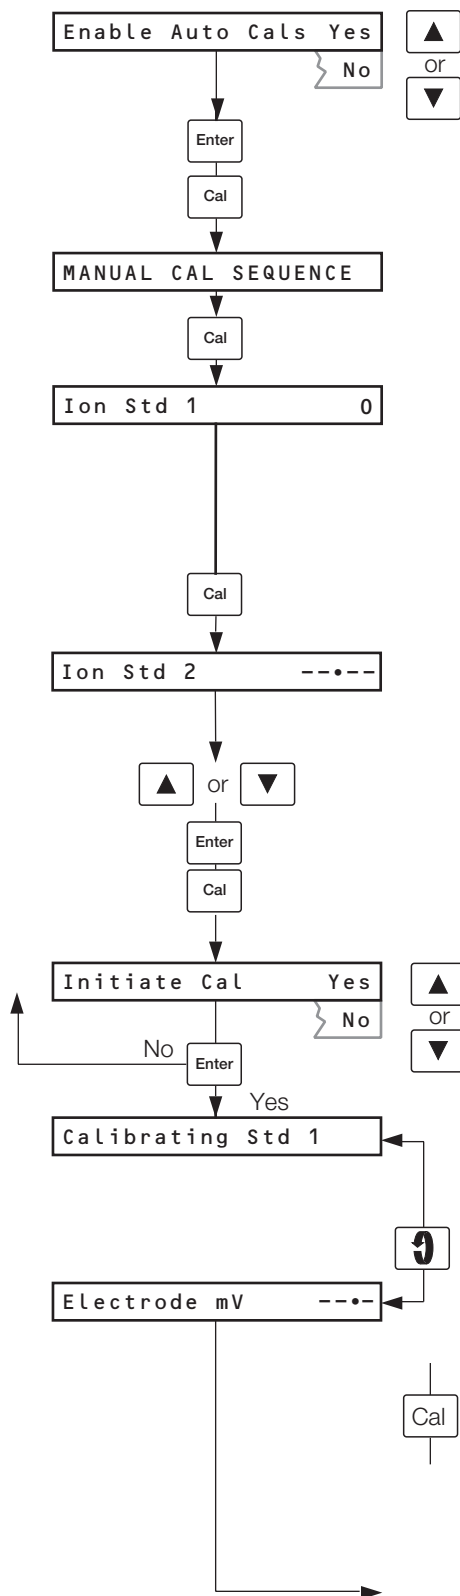 Enable Auto Cals Yes
▲
No
or
▼
Enter
Cal
MANUAL CAL SEQUENCE
Cal
Ion Std 1 0
Cal
Ion Std 2 --.--
▲ or ▼
Enter
Cal
Initiate Cal Yes
▲
No
or
▼
No
Enter
Yes
Calibrating Std 1
Electrode mV --.-
Cal